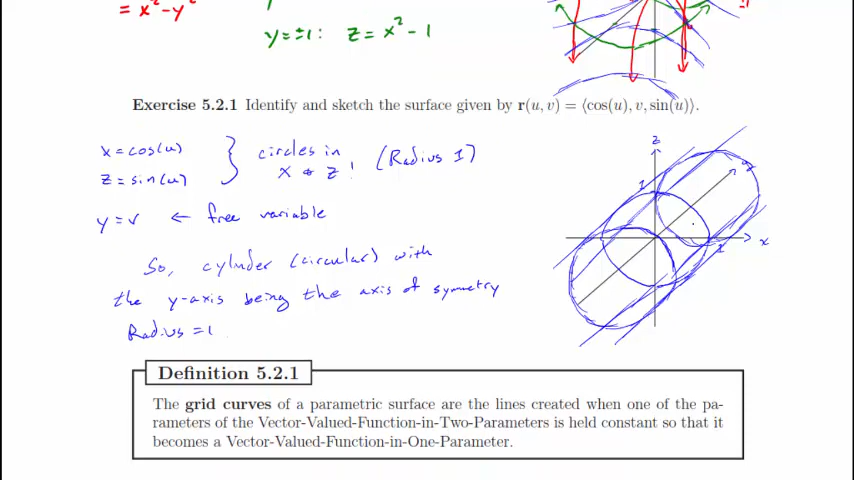 = x² - y²
y = ±1 : z = x² - 1
Exercise 5.2.1 Identify and sketch the surface given by r(u, v) = ⟨cos(u), v, sin(u)⟩.
x = cos(u)
z = sin(u)
} circles in
x & z !
(Radius 1)
y = v ← free variable
So, cylinder (circular) with
the y-axis being the axis of symmetry
Radius = 1
z
y
1
1
x
Definition 5.2.1
The grid curves of a parametric surface are the lines created when one of the pa-
rameters of the Vector-Valued-Function-in-Two-Parameters is held constant so that it
becomes a Vector-Valued-Function-in-One-Parameter.